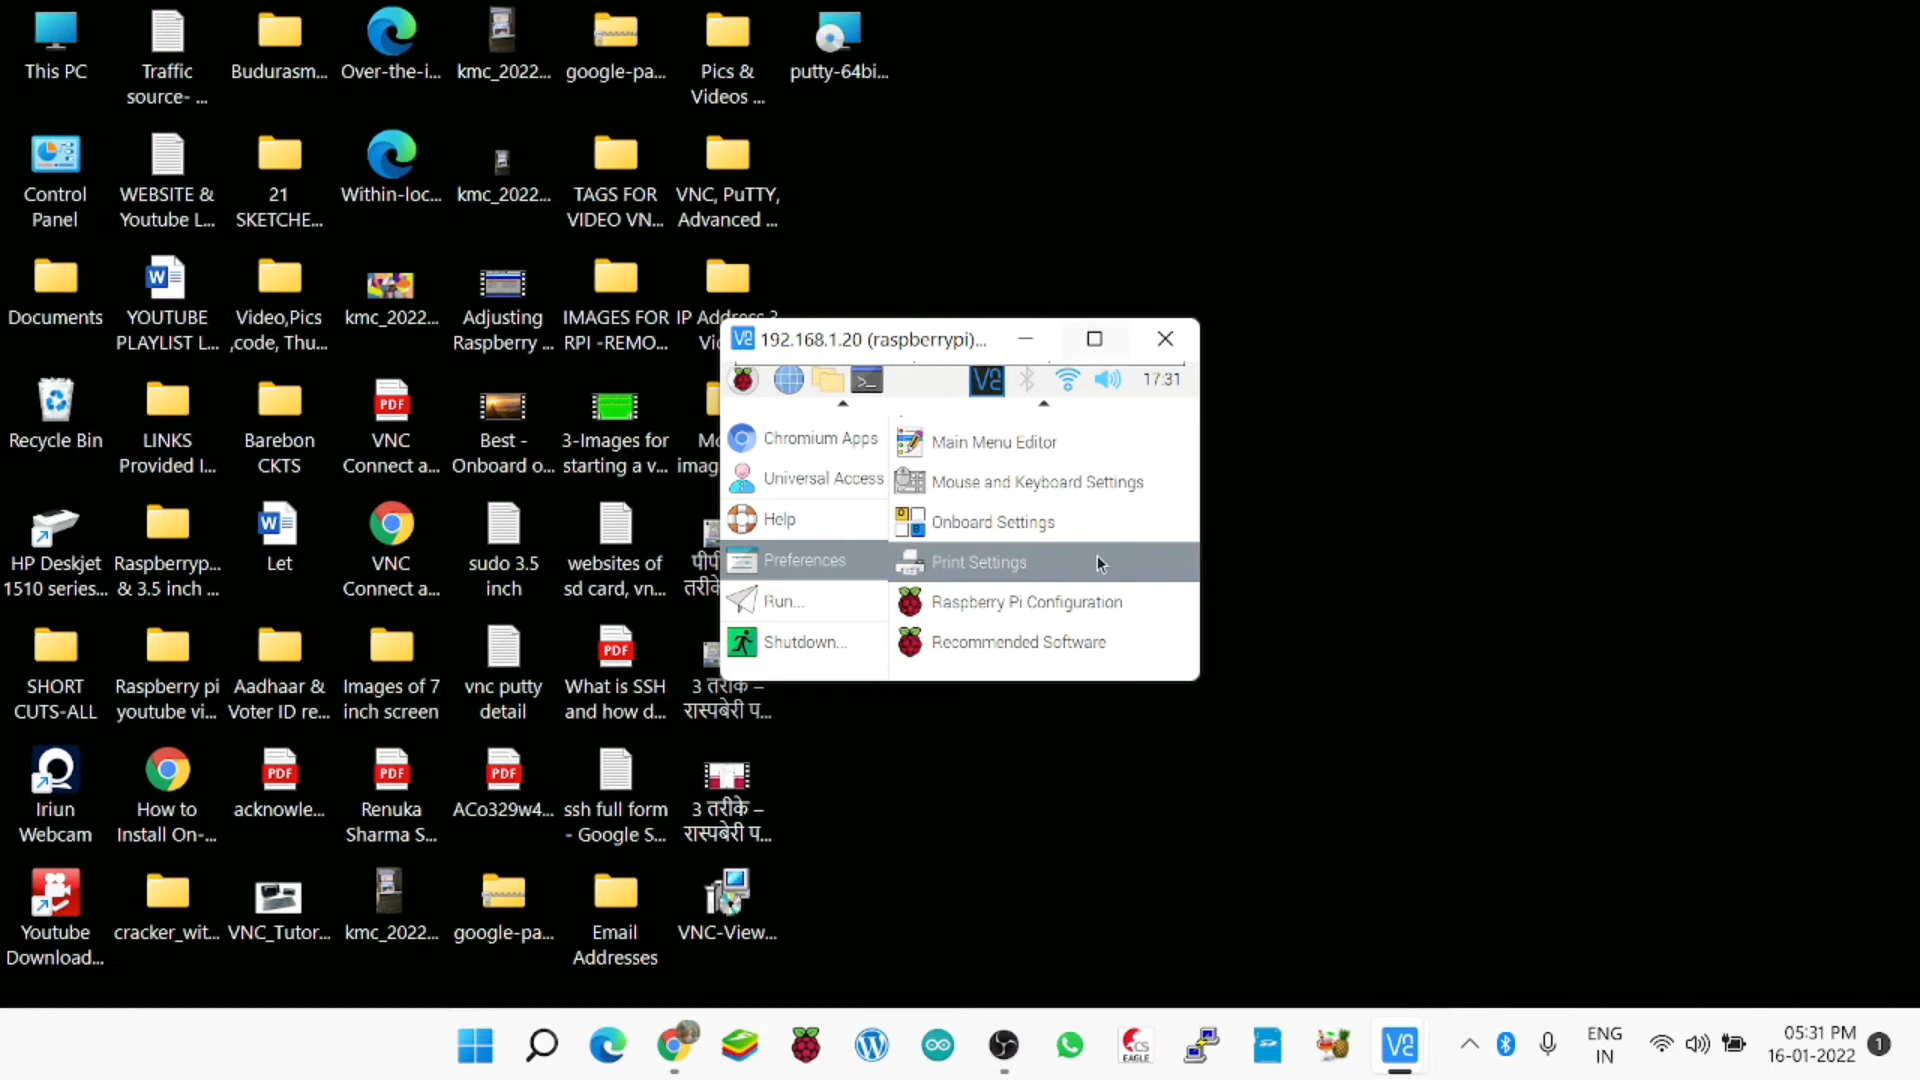 This PC
Traffic
source- ...
Budurasm...
Over-the-i...
kmc_2022...
google-pa...
Pics &
Videos ...
putty-64bi...
Control
Panel
WEBSITE &
Youtube L...
21
SKETCHE...
Within-loc...
kmc_2022...
TAGS FOR
VIDEO VN...
VNC, PuTTY,
Advanced ...
Documents
YOUTUBE
PLAYLIST L...
Video,Pics
,code, Thu...
kmc_2022...
Adjusting
Raspberry ...
IMAGES FOR
RPI -REMO...
IP Address 3
Recycle Bin
LINKS
Provided I...
Barebon
CKTS
VNC
Connect a...
Best -
Onboard o...
3-Images for
starting a v...
HP Deskjet
1510 series...
Raspberryp...
& 3.5 inch ...
Let
VNC
Connect a...
sudo 3.5
inch
websites of
sd card, vn...
SHORT
CUTS-ALL
Raspberry pi
youtube vi...
Aadhaar &
Voter ID re...
Images of 7
inch screen
vnc putty
detail
What is SSH
and how d...
3 तरीके –
रास्पबेरी प...
Iriun
Webcam
How to
Install On-...
acknowle...
Renuka
Sharma S...
ACo329w4...
ssh full form
- Google S...
3 तरीके –
रास्पबेरी प...
Youtube
Download...
cracker_wit...
VNC_Tutor...
kmc_2022...
google-pa...
Email
Addresses
VNC-View...
192.168.1.20 (raspberrypi)...
17:31
Chromium Apps
Universal Access
Help
Preferences
Run...
Shutdown...
Main Menu Editor
Mouse and Keyboard Settings
Onboard Settings
Print Settings
Raspberry Pi Configuration
Recommended Software
CS
EAGLE
ENG
IN
05:31 PM
16-01-2022
1